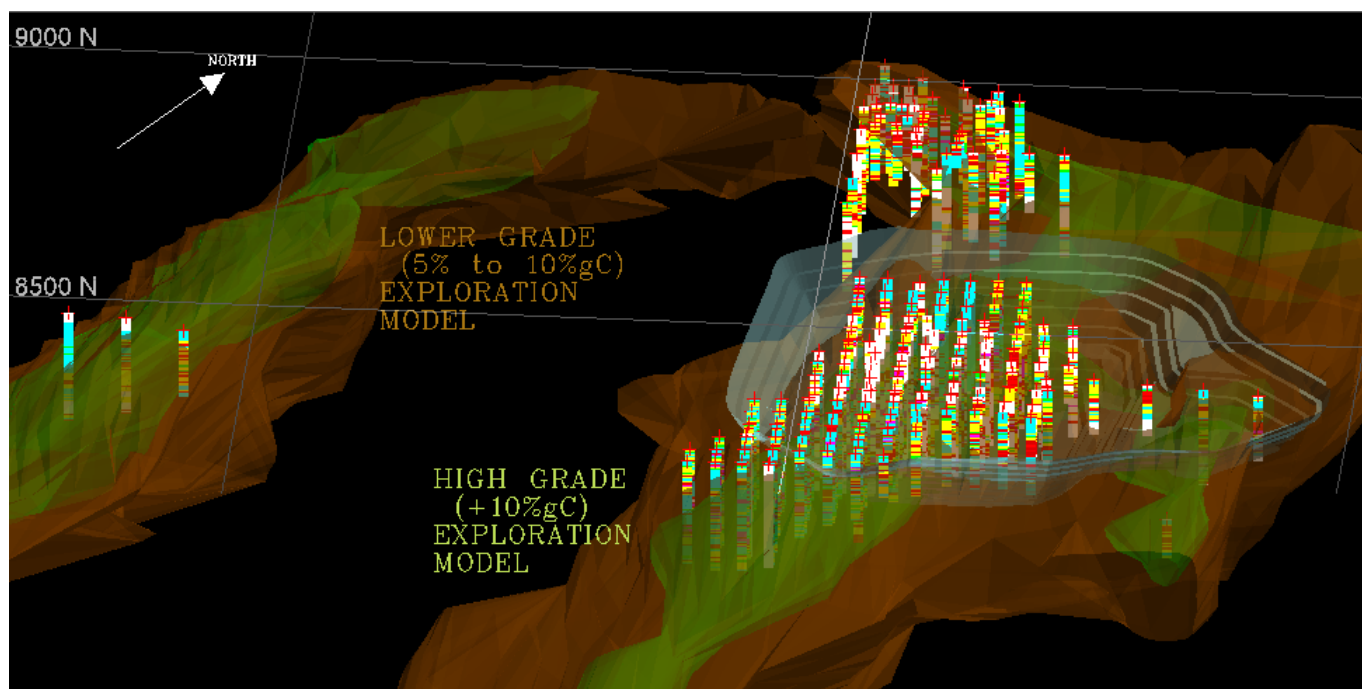 9000 N
NORTH
LOWER GRADE
(5% to 10%gC)
EXPLORATION
MODEL
8500 N
HIGH GRADE
(+10%gC)
EXPLORATION
MODEL